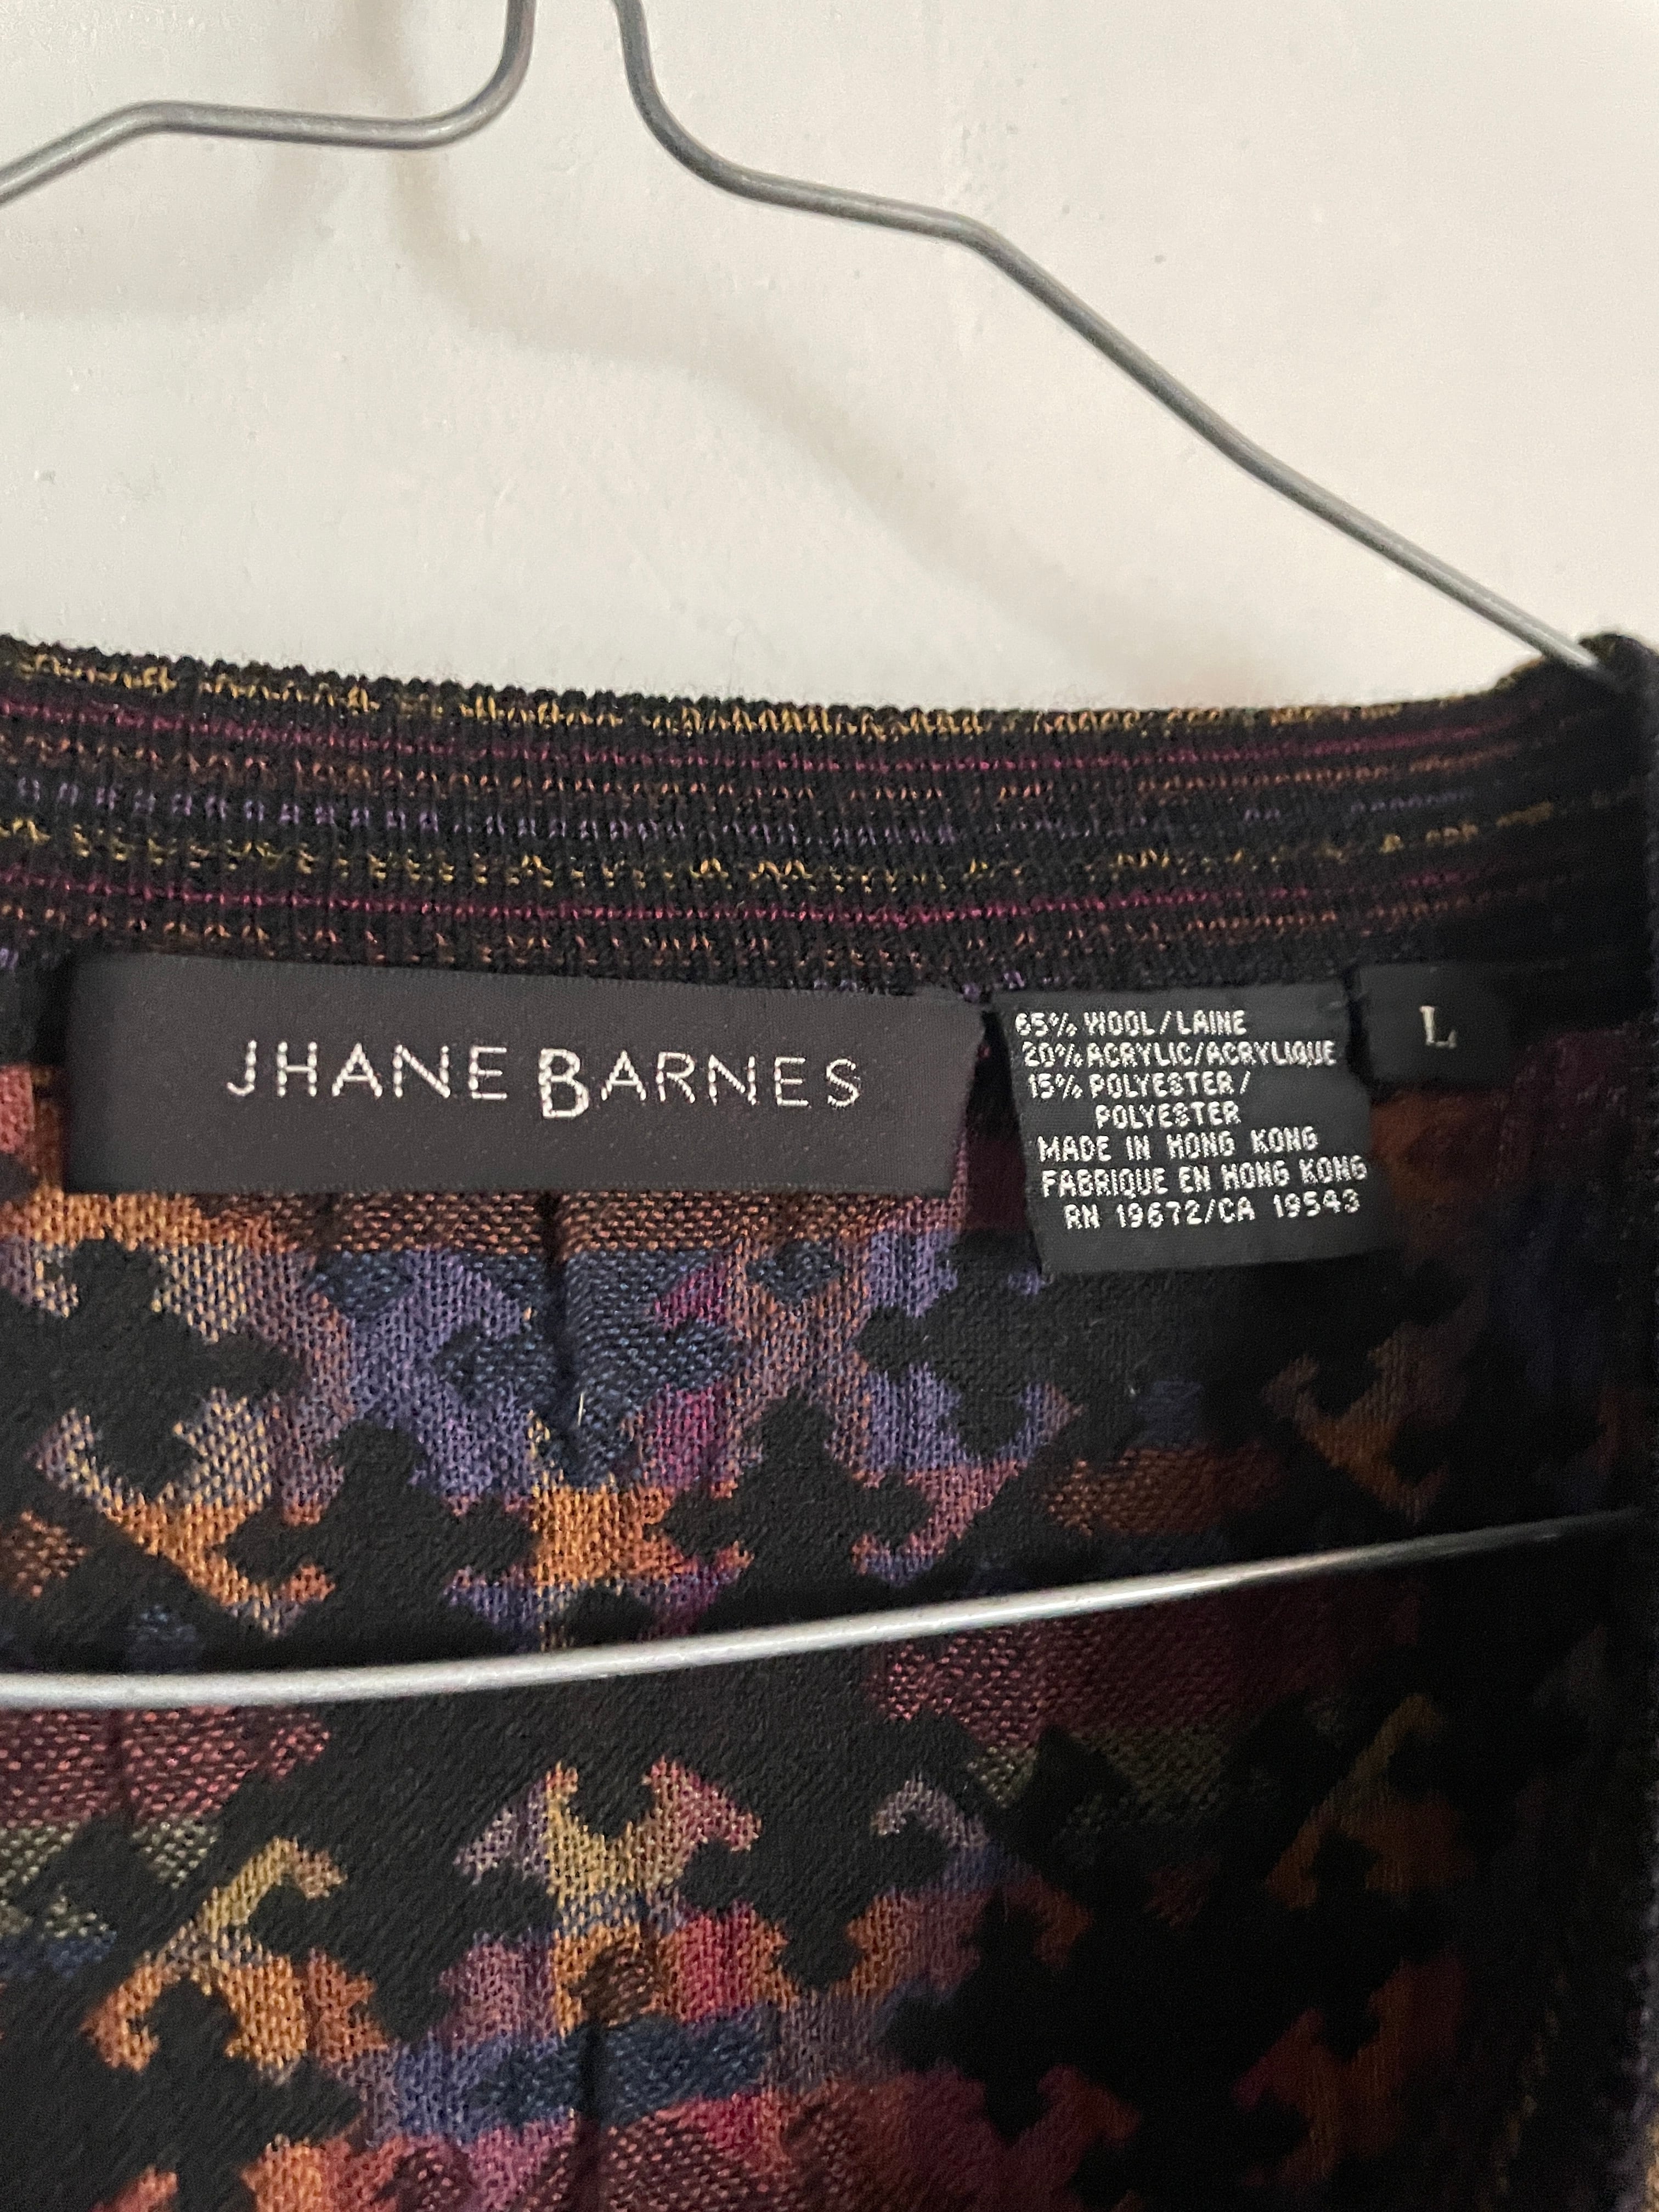 JHANE BARNES
65% WOOL/LAINE
20% ACRYLIC/ACRYLIQUE
15% POLYESTER/
POLYESTER
MADE IN HONG KONG
FABRIQUE EN HONG KONG
RN 19672/CA 19543
L